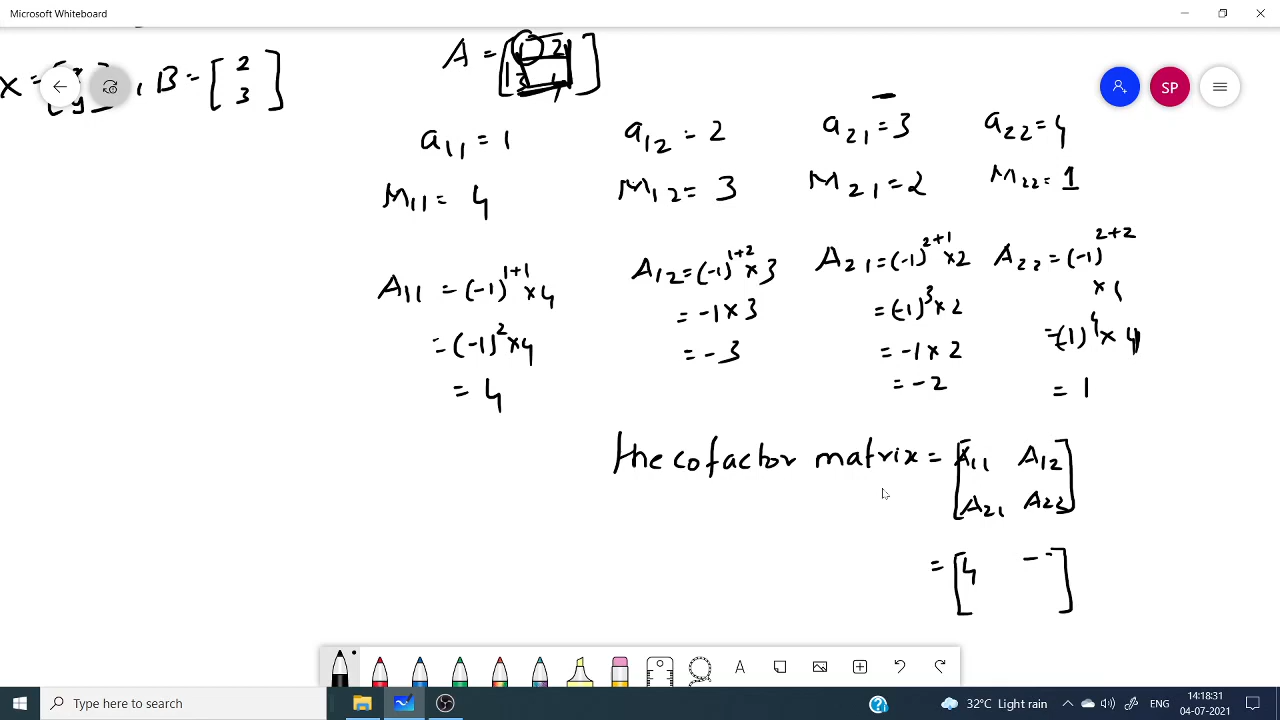 Microsoft Whiteboard
x = [ y ] , B = [ 2 3 ]
A = [ 1 2 3 4 ]
SP
a11 = 1 a12 = 2 a21 = 3 a22 = 4
M11 = 4 M12 = 3 M21 = 2 M22 = 1
A11 = (-1)^1+1 × 4 A12 = (-1)^1+2 × 3 A21 = (-1)^2+1 × 2 A22 = (-1)^2+2
× 1
= (-1)^2 × 4 = -1 × 3 = (-1)^3 × 2 = (-1)^4 ×
= 4 = -3 = -1 × 2 = 1
= -2
the cofactor matrix = [ A11 A12
A21 A22 ]
= [ 4 - ]
A
Type here to search
32°C Light rain
ENG
14:18:31
04-07-2021